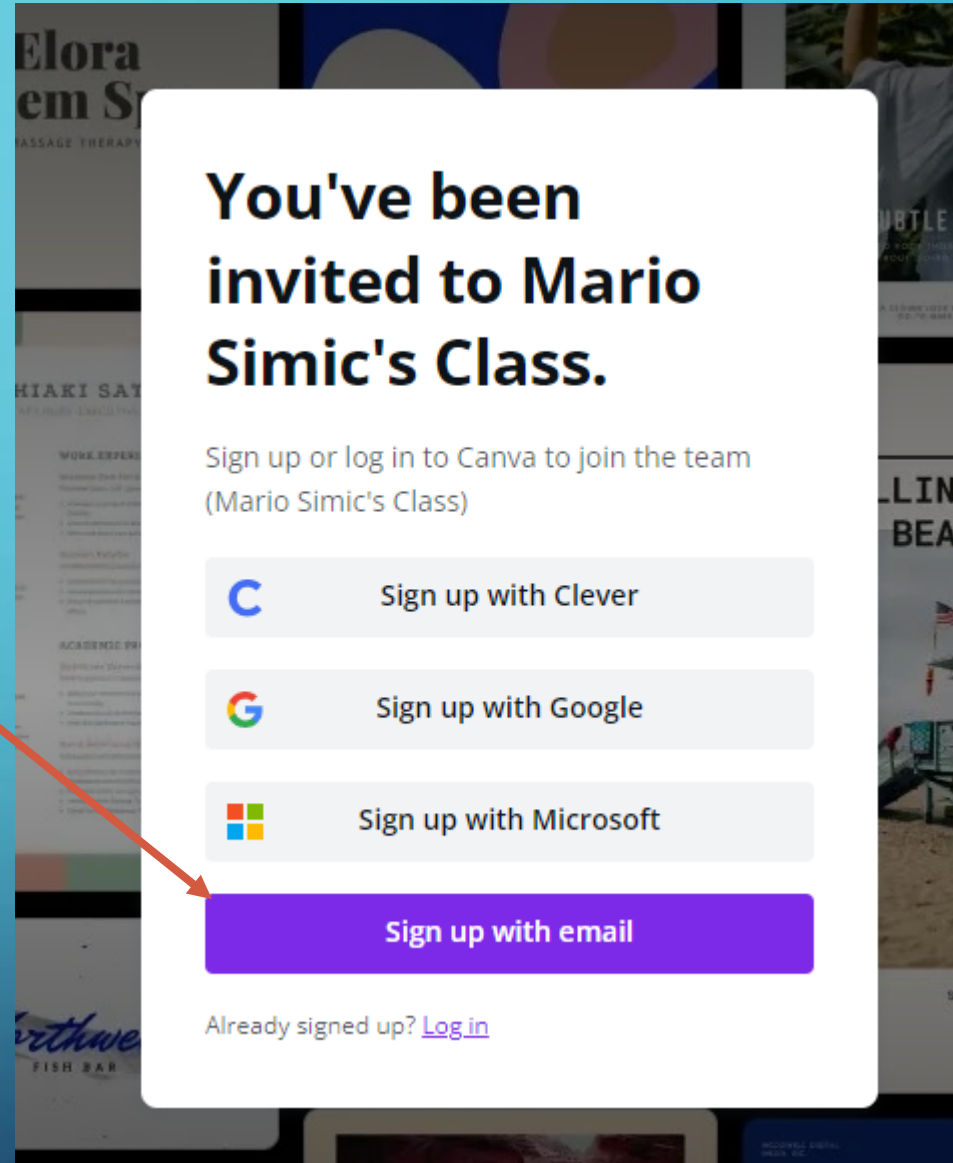 Elora
em S
MASSAGE THERAPY
You've been
invited to Mario
Simic's Class.
UBTLE
HIAKI SAT
WORK EXPERI
Sign up or log in to Canva to join the team
(Mario Simic's Class)
LLIN
BEA
Sign up with Clever
ACADEMIC PR
Sign up with Google
Sign up with Microsoft
Sign up with email
Already signed up? Log in
orthwe
FISH BAR